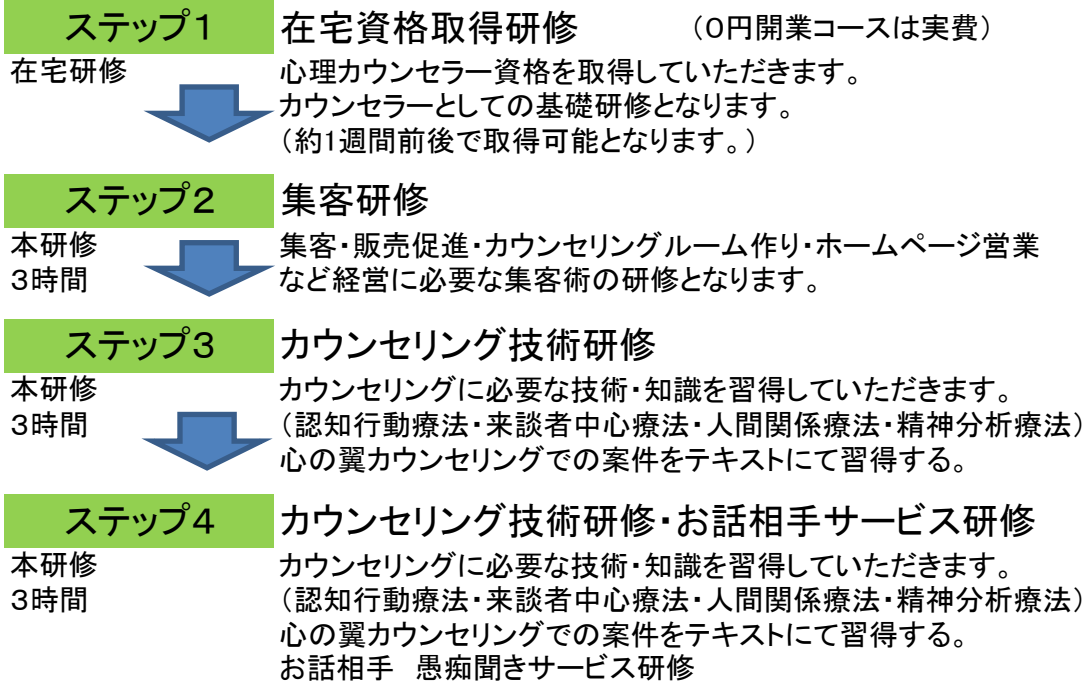 ステップ1 在宅資格取得研修 （０円開業コースは実費）
在宅研修 心理カウンセラー資格を取得していただきます。
カウンセラーとしての基礎研修となります。
（約1週間前後で取得可能となります。）
ステップ２ 集客研修
本研修 集客・販売促進・カウンセリングルーム作り・ホームページ営業
３時間 など経営に必要な集客術の研修となります。
ステップ３ カウンセリング技術研修
本研修 カウンセリングに必要な技術・知識を習得していただきます。
３時間 （認知行動療法・来談者中心療法・人間関係療法・精神分析療法）
心の翼カウンセリングでの案件をテキストにて習得する。
ステップ４ カウンセリング技術研修・お話相手サービス研修
本研修 カウンセリングに必要な技術・知識を習得していただきます。
３時間 （認知行動療法・来談者中心療法・人間関係療法・精神分析療法）
心の翼カウンセリングでの案件をテキストにて習得する。
お話相手　愚痴聞きサービス研修